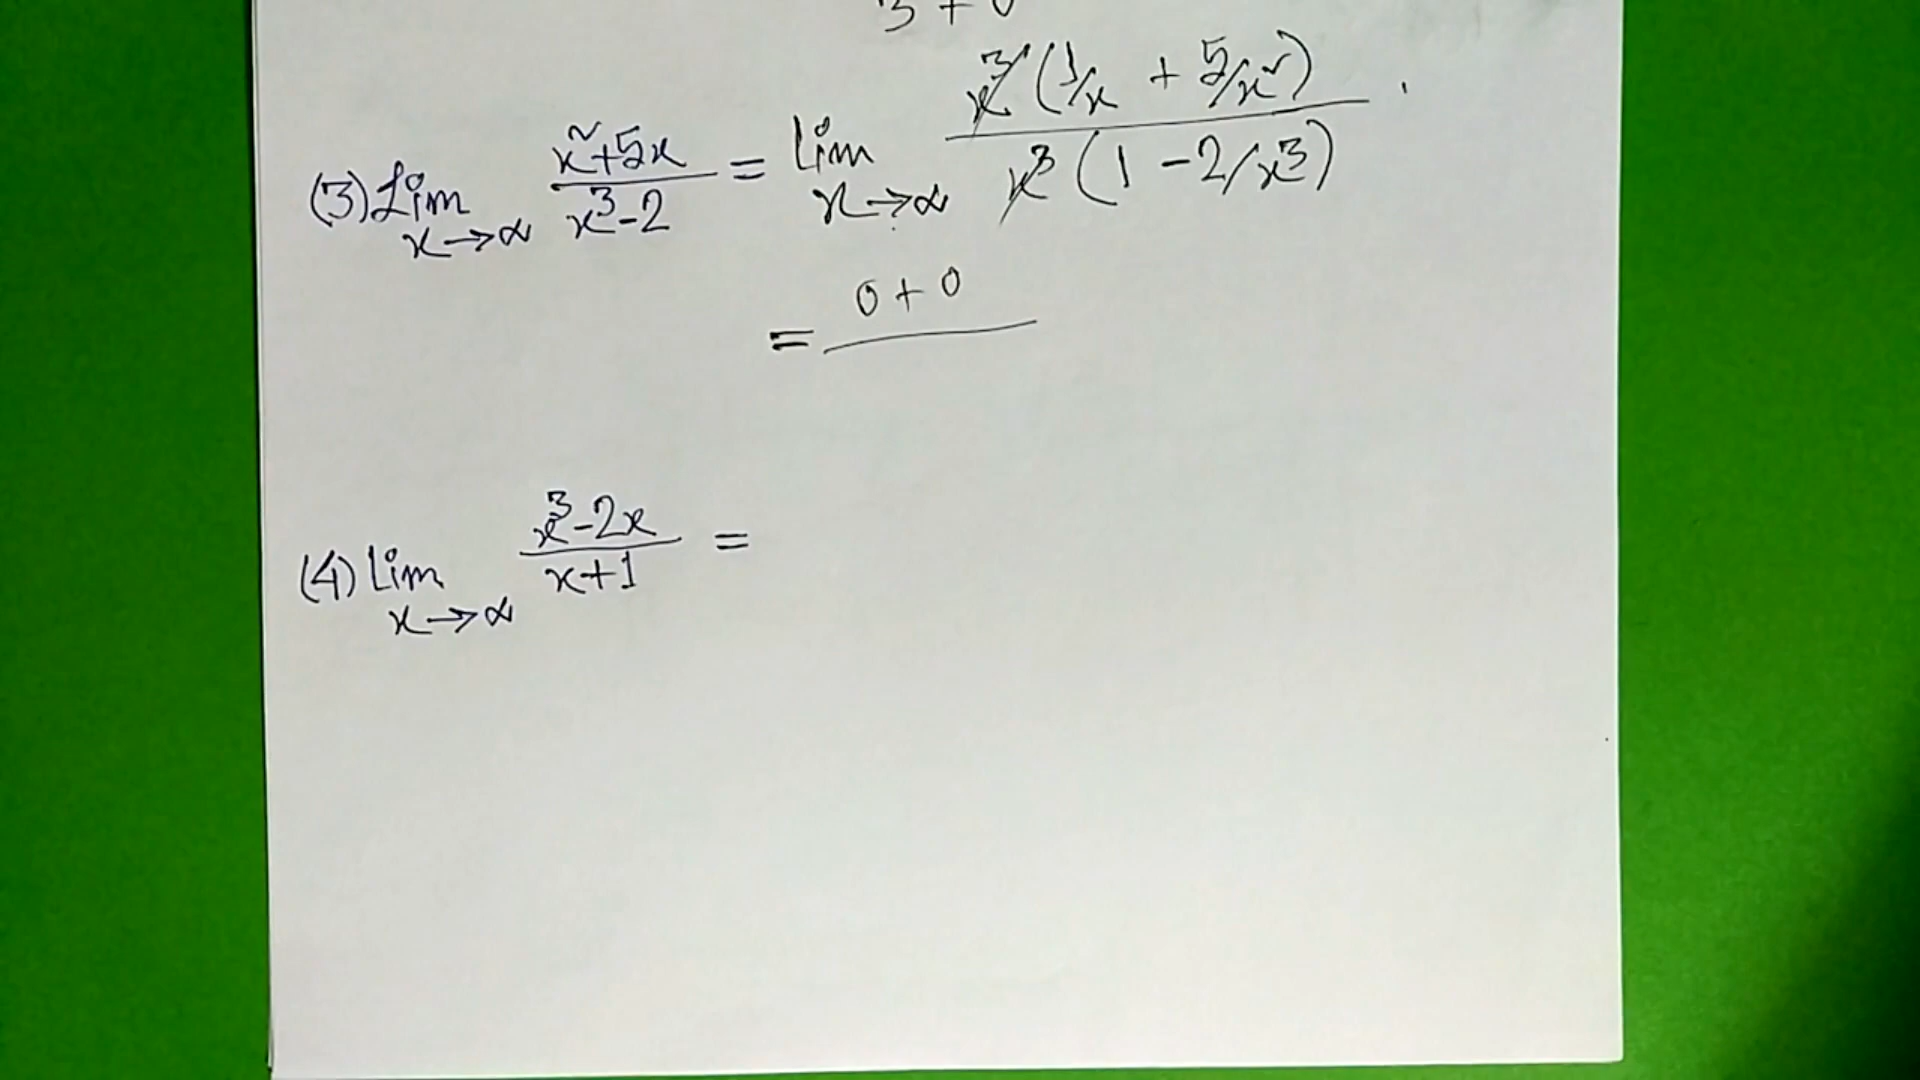 3 + 0
(3) Lim x→∞ (x² + 5x)/(x³ - 2) = lim x→∞ x³(1/x + 5/x²) / x³(1 - 2/x³)
= 0 + 0
(4) Lim x→∞ (x³ - 2x)/(x + 1) =